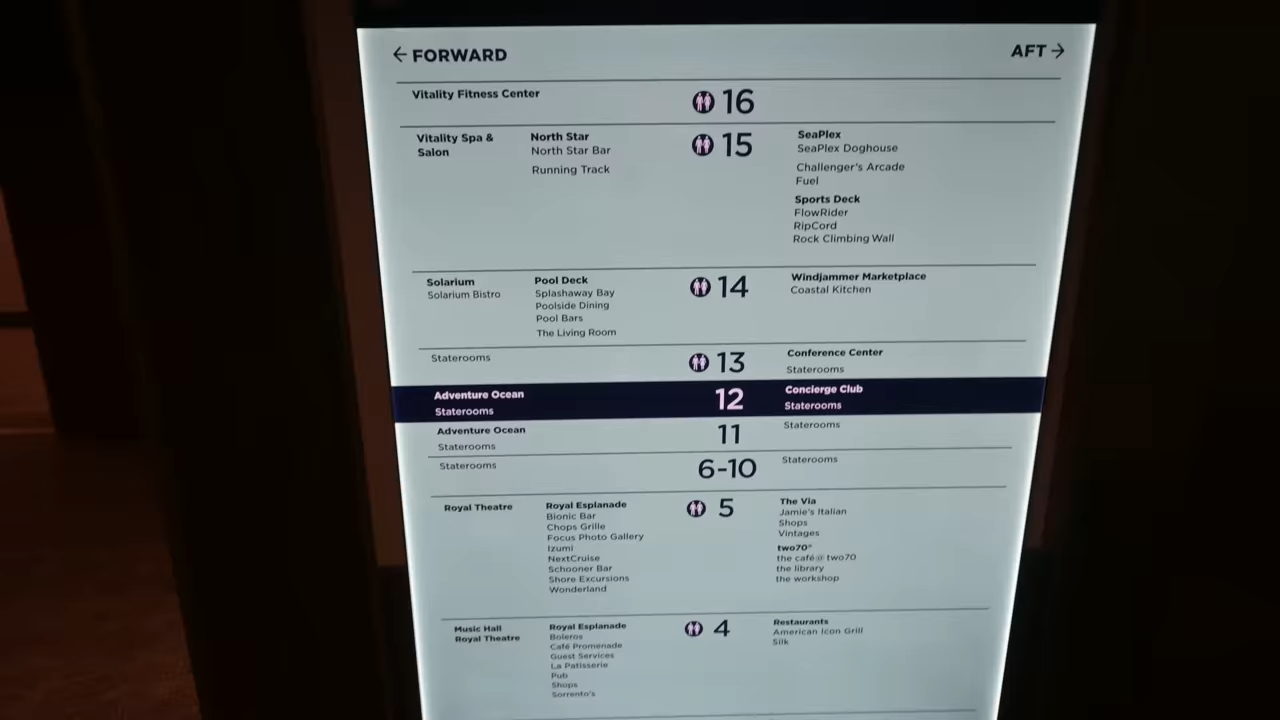 ← FORWARD
AFT →
Vitality Fitness Center
16
Vitality Spa &
Salon
North Star
North Star Bar
Running Track
15
SeaPlex
SeaPlex Doghouse
Challenger's Arcade
Fuel
Sports Deck
FlowRider
RipCord
Rock Climbing Wall
Solarium
Solarium Bistro
Pool Deck
Splashaway Bay
Poolside Dining
Pool Bars
The Living Room
14
Windjammer Marketplace
Coastal Kitchen
Staterooms
13
Conference Center
Staterooms
Adventure Ocean
Staterooms
12
Concierge Club
Staterooms
Adventure Ocean
Staterooms
11
Staterooms
Staterooms
6-10
Staterooms
Royal Theatre
Royal Esplanade
Bionic Bar
Chops Grille
Focus Photo Gallery
Izumi
NextCruise
Schooner Bar
Shore Excursions
Wonderland
5
The Via
Jamie's Italian
Shops
Vintages
two70°
the café@ two70
the library
the workshop
Music Hall
Royal Theatre
Royal Esplanade
Boleros
Café Promenade
Guest Services
La Patisserie
Pub
Shops
Sorrento's
4
Restaurants
American Icon Grill
Silk